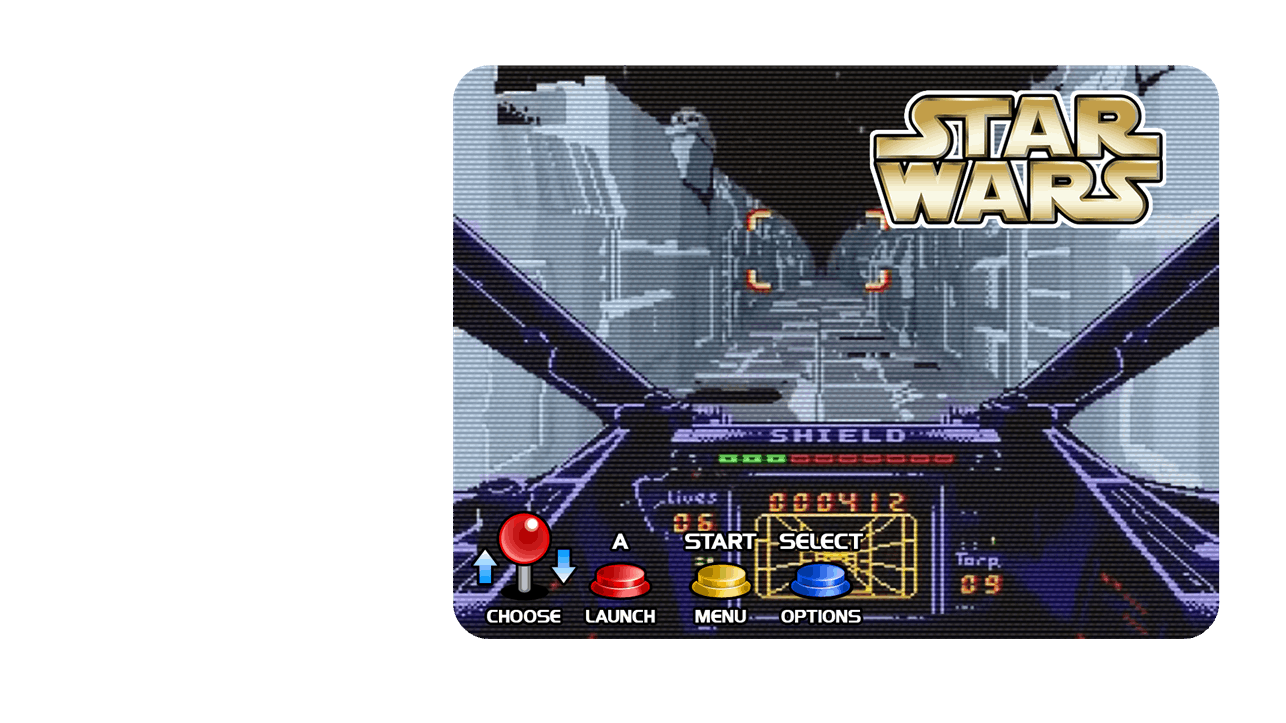 STAR
WARS
SHIELD
Lives
000412
06
A
START
SELECT
Torp
09
CHOOSE
LAUNCH
MENU
OPTIONS